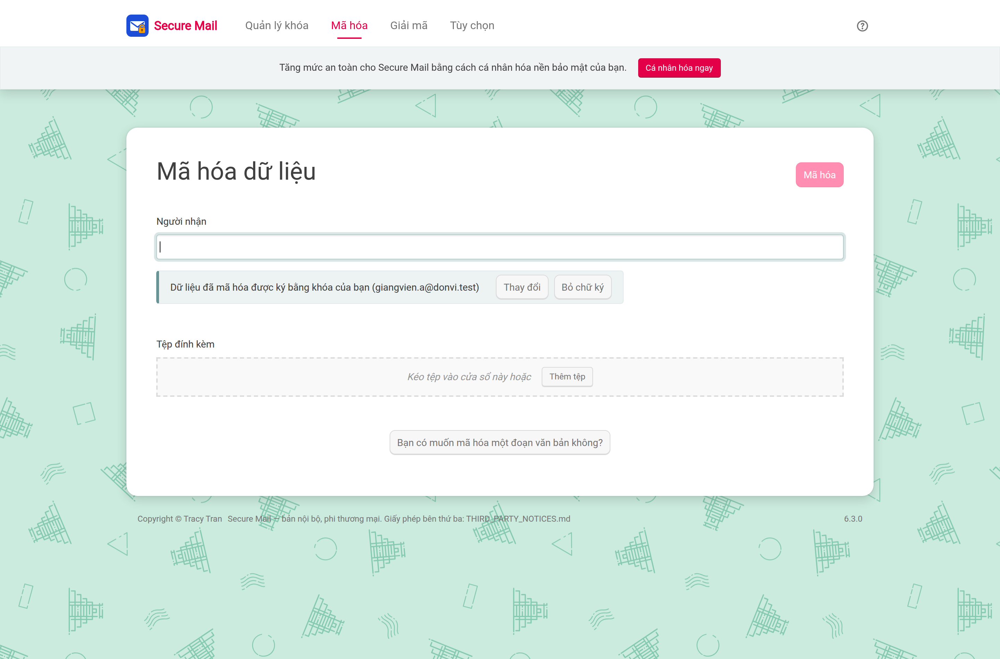 Secure Mail
Quản lý khóa
Mã hóa
Giải mã
Tùy chọn
Tăng mức an toàn cho Secure Mail bằng cách cá nhân hóa nền bảo mật của bạn.
Cá nhân hóa ngay
Mã hóa dữ liệu
Mã hóa
Người nhận
Dữ liệu đã mã hóa được ký bằng khóa của bạn (giangvien.a@donvi.test)
Thay đổi
Bỏ chữ ký
Tệp đính kèm
Kéo tệp vào cửa sổ này hoặc
Thêm tệp
Bạn có muốn mã hóa một đoạn văn bản không?
Copyright © Tracy Tran Secure Mail — bản nội bộ, phi thương mại. Giấy phép bên thứ ba: THIRD_PARTY_NOTICES.md
6.3.0